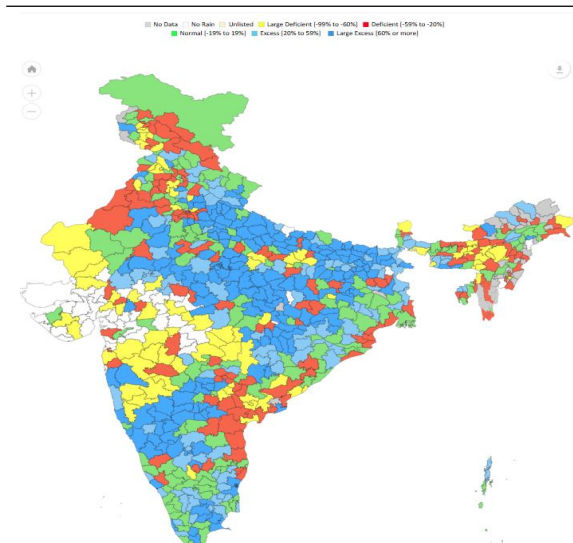 No Data No Rain Unlisted Large Deficient [-99% to -60%] Deficient [-59% to -20%]
Normal [-19% to 19%] Excess [20% to 59%] Large Excess [60% or more]